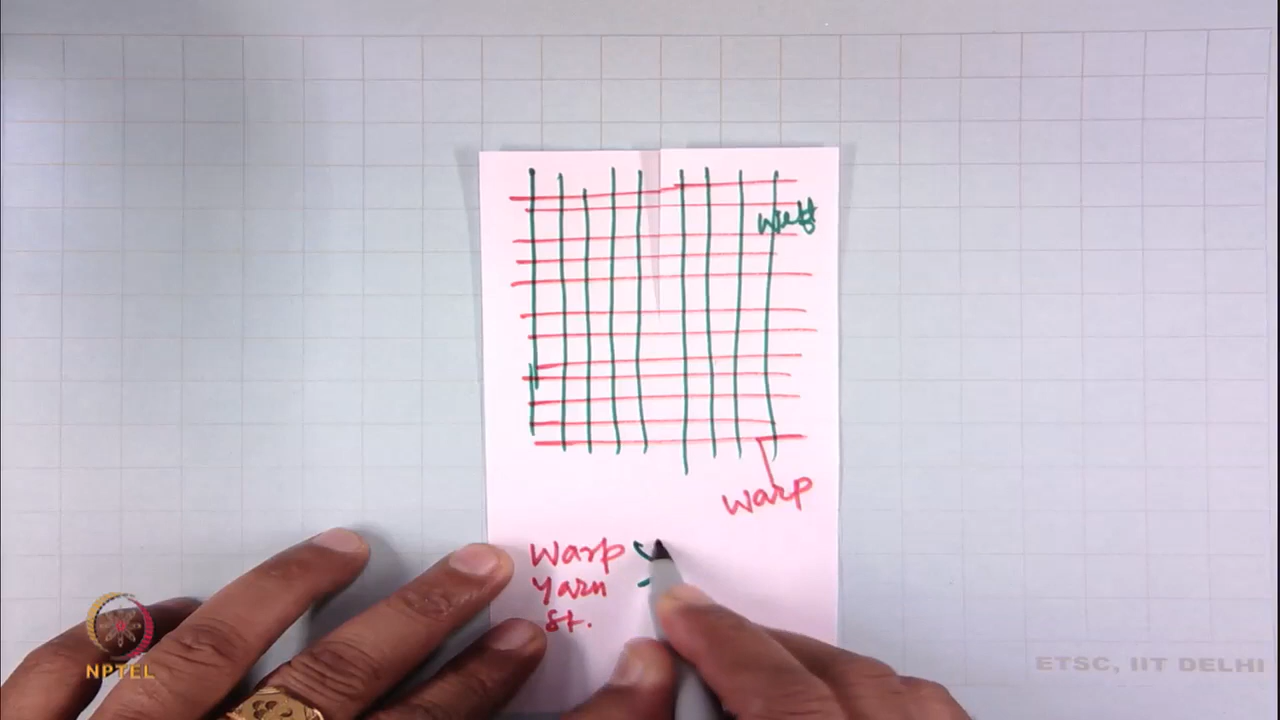 weft
warp
Warp
Yarn
St.
NPTEL
ETSC, IIT DELHI